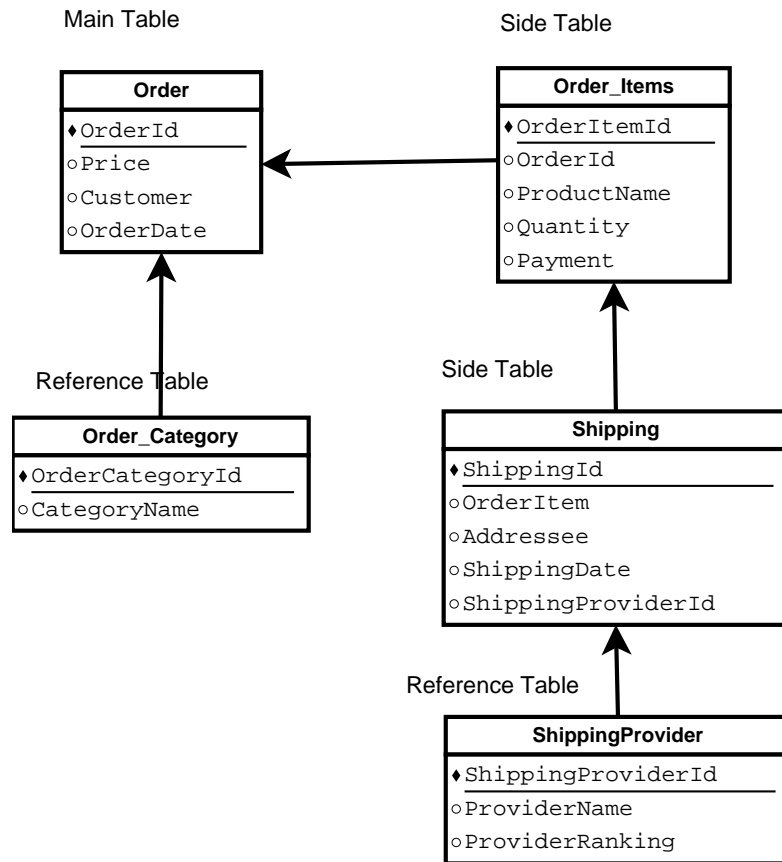 Main Table
Order
OrderId
Price
Customer
OrderDate
Side Table
Order_Items
OrderItemId
OrderId
ProductName
Quantity
Payment
Reference Table
Order_Category
OrderCategoryId
CategoryName
Side Table
Shipping
ShippingId
OrderItem
Addressee
ShippingDate
ShippingProviderId
Reference Table
ShippingProvider
ShippingProviderId
ProviderName
ProviderRanking